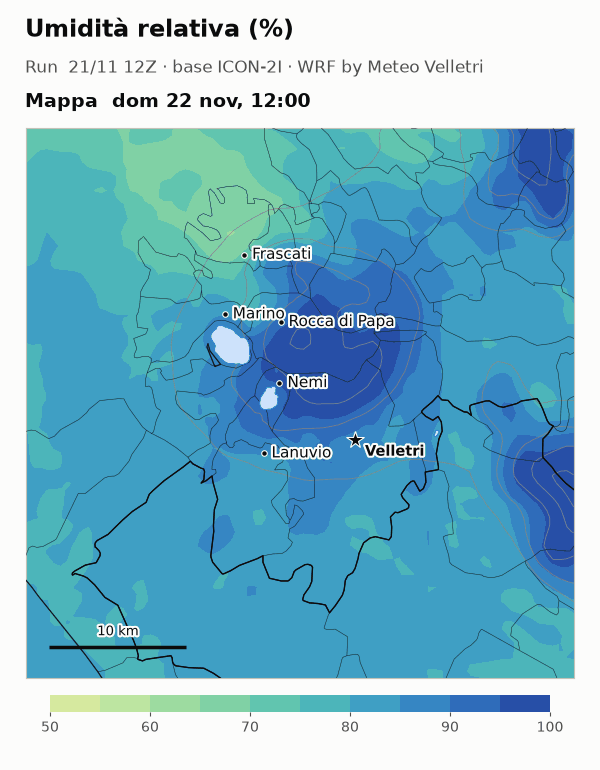 Umidità relativa (%)
Run  21/11 12Z · base ICON-2I · WRF by Meteo Velletri
Mappa  dom 22 nov, 12:00
Frascati
Marino
Rocca di Papa
Nemi
Velletri
Lanuvio
10 km
50 60 70 80 90 100